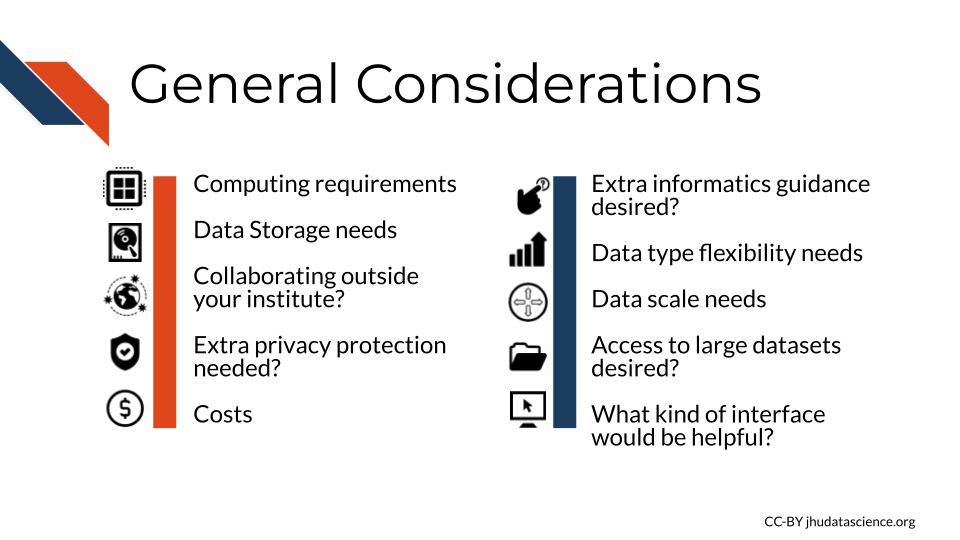 General Considerations
Computing requirements
Data Storage needs
Collaborating outside
your institute?
Extra privacy protection
needed?
Costs
Extra informatics guidance
desired?
Data type flexibility needs
Data scale needs
Access to large datasets
desired?
What kind of interface
would be helpful?
CC-BY jhudatascience.org